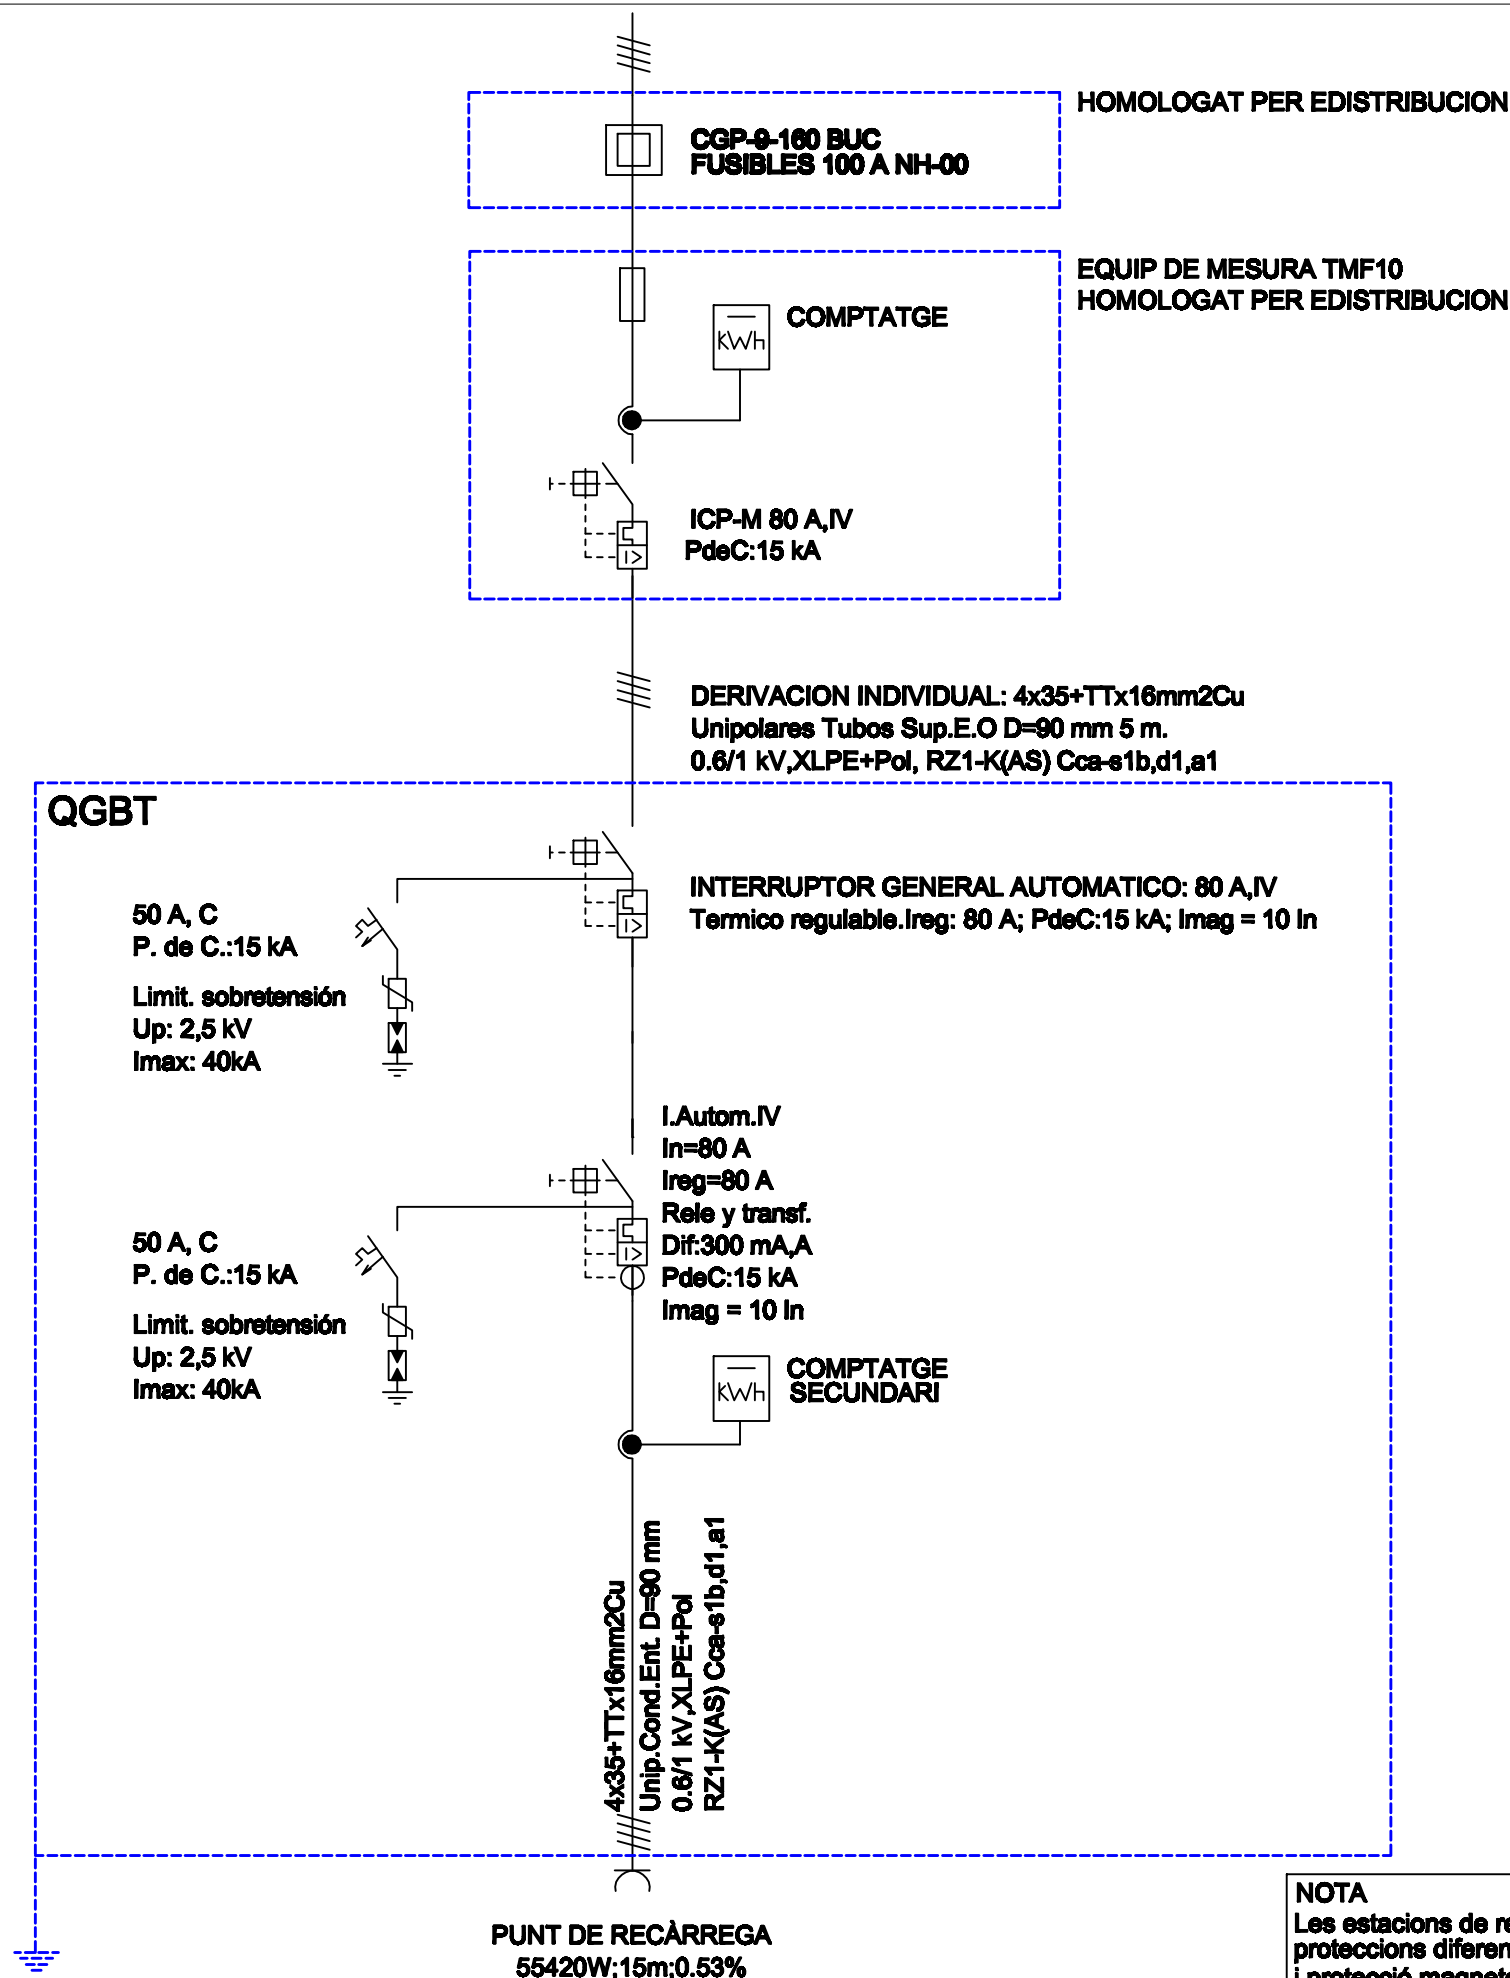 HOMOLOGAT PER EDISTRIBUCION
CGP-9-160 BUC
FUSIBLES 100 A NH-00
EQUIP DE MESURA TMF10
HOMOLOGAT PER EDISTRIBUCION
COMPTATGE
KWh
ICP-M 80 A,IV
PdeC:15 kA
I>
DERIVACION INDIVIDUAL: 4x35+TTx16mm2Cu
Unipolares Tubos Sup.E.O D=90 mm 5 m.
0.6/1 kV,XLPE+Pol, RZ1-K(AS) Cca-s1b,d1,a1
QGBT
INTERRUPTOR GENERAL AUTOMATICO: 80 A,IV
Termico regulable.Ireg: 80 A; PdeC:15 kA; Imag = 10 In
I>
50 A, C
P. de C.:15 kA
Limit. sobretensión
Up: 2,5 kV
Imax: 40kA
I.Autom.IV
In=80 A
Ireg=80 A
Rele y transf.
Dif:300 mA,A
PdeC:15 kA
Imag = 10 In
I>
50 A, C
P. de C.:15 kA
Limit. sobretensión
Up: 2,5 kV
Imax: 40kA
COMPTATGE
SECUNDARI
KWh
4x35+TTx16mm2Cu
Unip.Cond.Ent. D=90 mm
0.6/1 kV,XLPE+Pol
RZ1-K(AS) Cca-s1b,d1,a1
PUNT DE RECÀRREGA
55420W;15m;0.53%
NOTA
Les estacions de
proteccions
i protecció